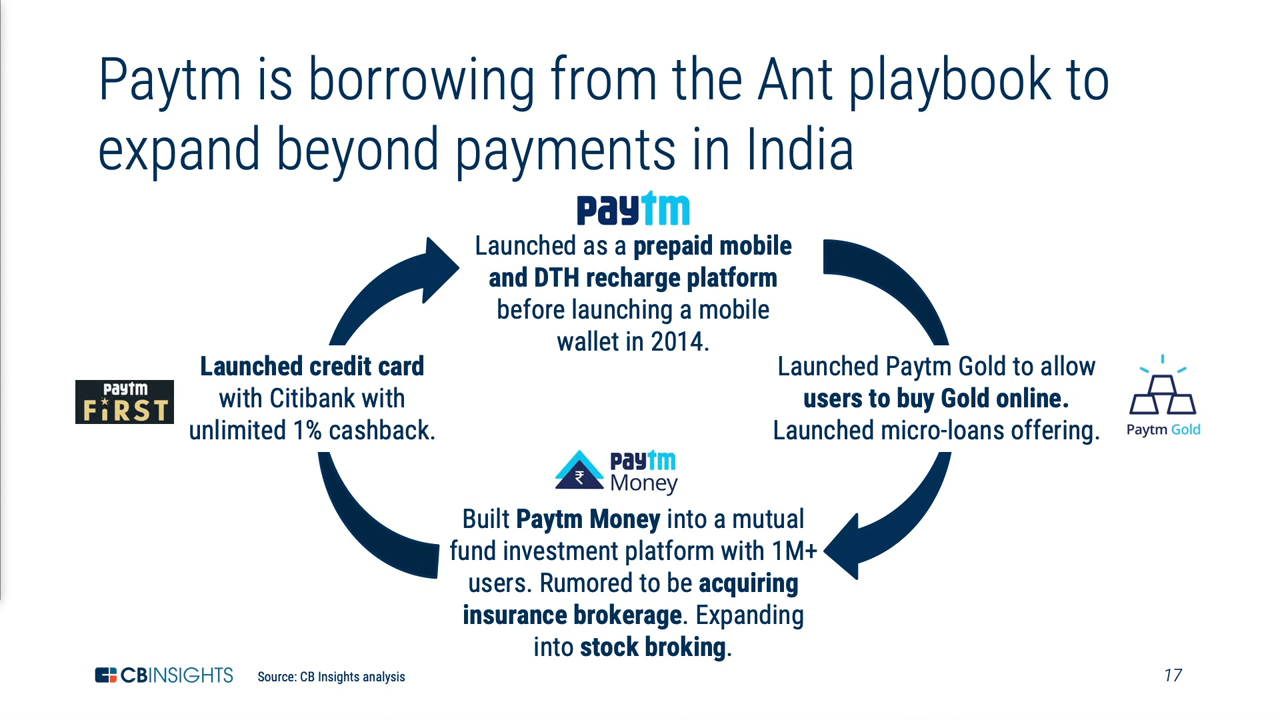 Paytm is borrowing from the Ant playbook to
expand beyond payments in India
paytm
Launched as a prepaid mobile
and DTH recharge platform
before launching a mobile
wallet in 2014.
Launched Paytm Gold to allow
users to buy Gold online.
Launched micro-loans offering.
Paytm Gold
₹
paytm
Money
Built Paytm Money into a mutual
fund investment platform with 1M+
users. Rumored to be acquiring
insurance brokerage. Expanding
into stock broking.
paytm
FiRST
Launched credit card
with Citibank with
unlimited 1% cashback.
CBINSIGHTS
Source: CB Insights analysis
17